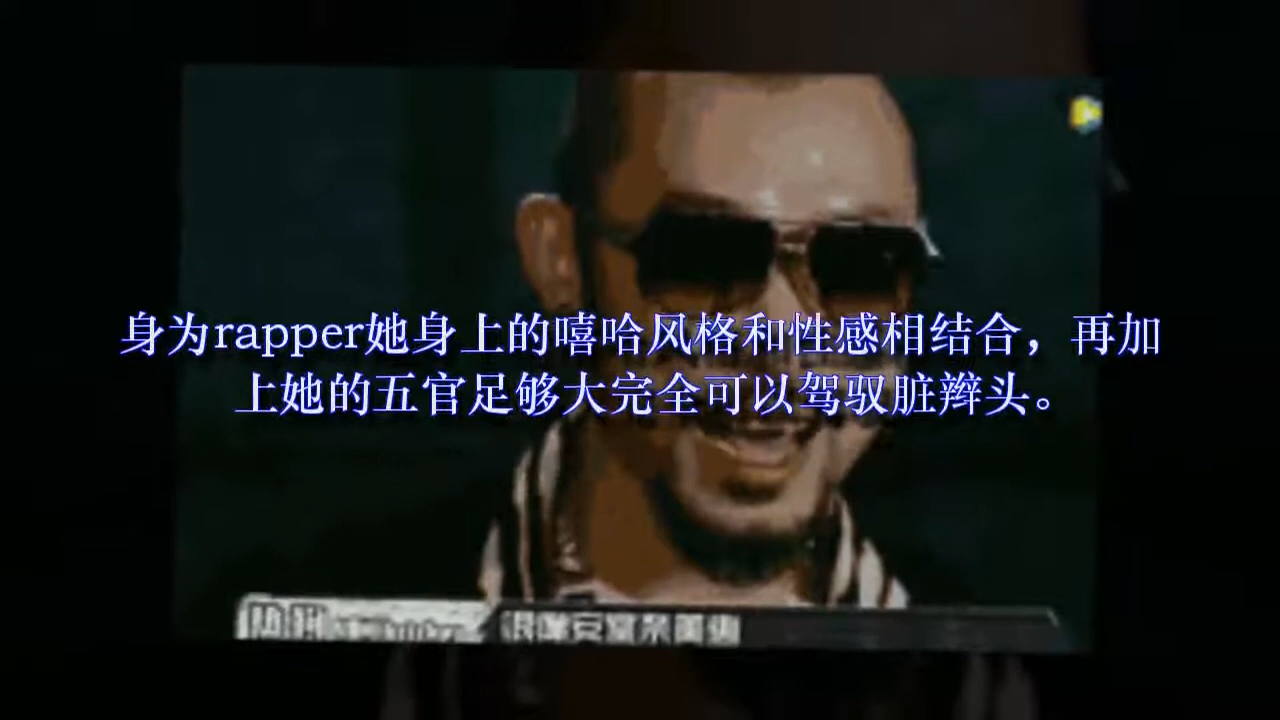 身为rapper她身上的嘻哈风格和性感相结合，再加
上她的五官足够大完全可以驾驭脏辫头。